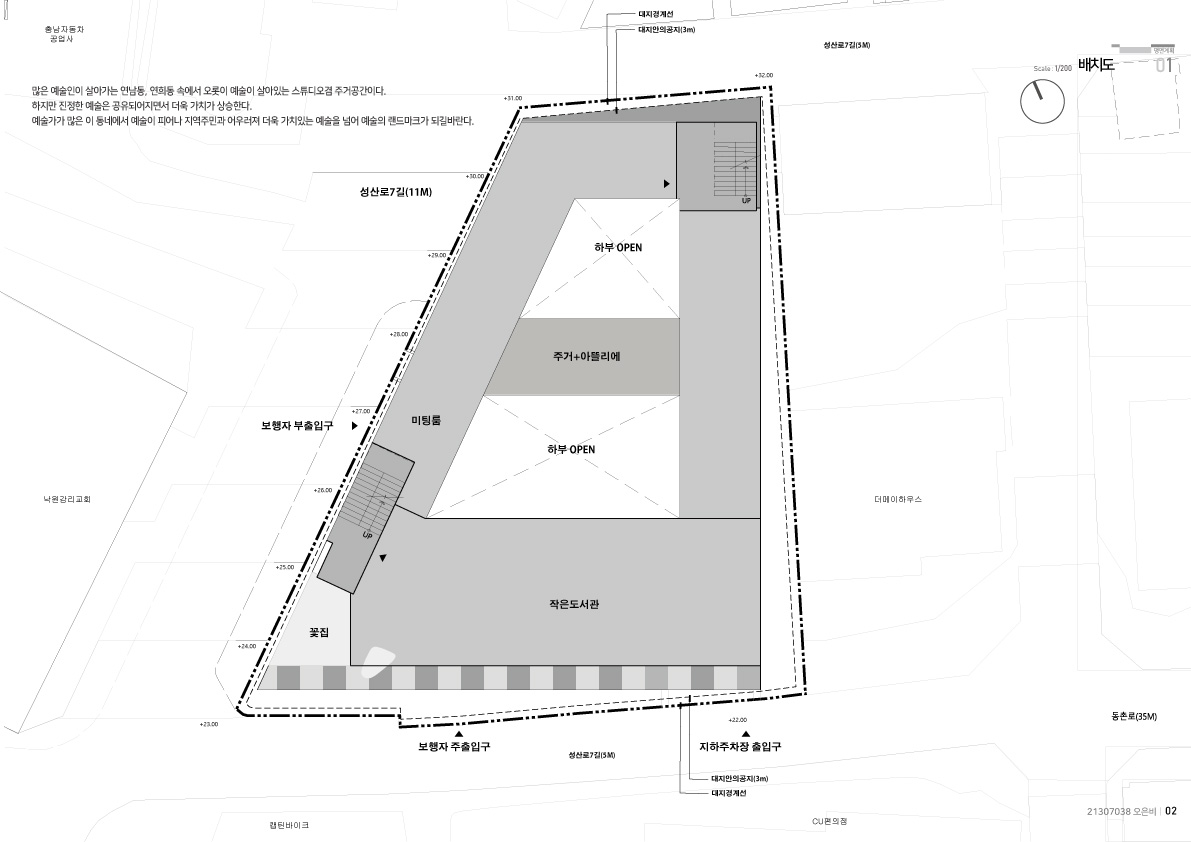 충남자동차
공업사
대지경계선
대지안의공지(3m)
성산로7길(5M)
평면계획
Scale : 1/200 배치도 01
많은 예술인이 살아가는 연남동, 연희동 속에서 오롯이 예술이 살아있는 스튜디오겸 주거공간이다.
하지만 진정한 예술은 공유되어지면서 더욱 가치가 상승한다.
예술가가 많은 이 동네에서 예술이 피어나 지역주민과 어우러져 더욱 가치있는 예술을 넘어 예술의 랜드마크가 되길바란다.
+32.00
+31.00
+30.00
성산로7길(11M)
UP
하부 OPEN
+29.00
+28.00
주거+아뜰리에
+27.00
보행자 부출입구
미팅룸
하부 OPEN
+26.00
낙원감리교회
더메이하우스
UP
+25.00
작은도서관
꽃집
+24.00
+23.00
+22.00
동촌로(35M)
보행자 주출입구
지하주차장 출입구
성산로7길(5M)
대지안의공지(3m)
대지경계선
21307038 오은비 | 02
캡틴바이크
CU편의점